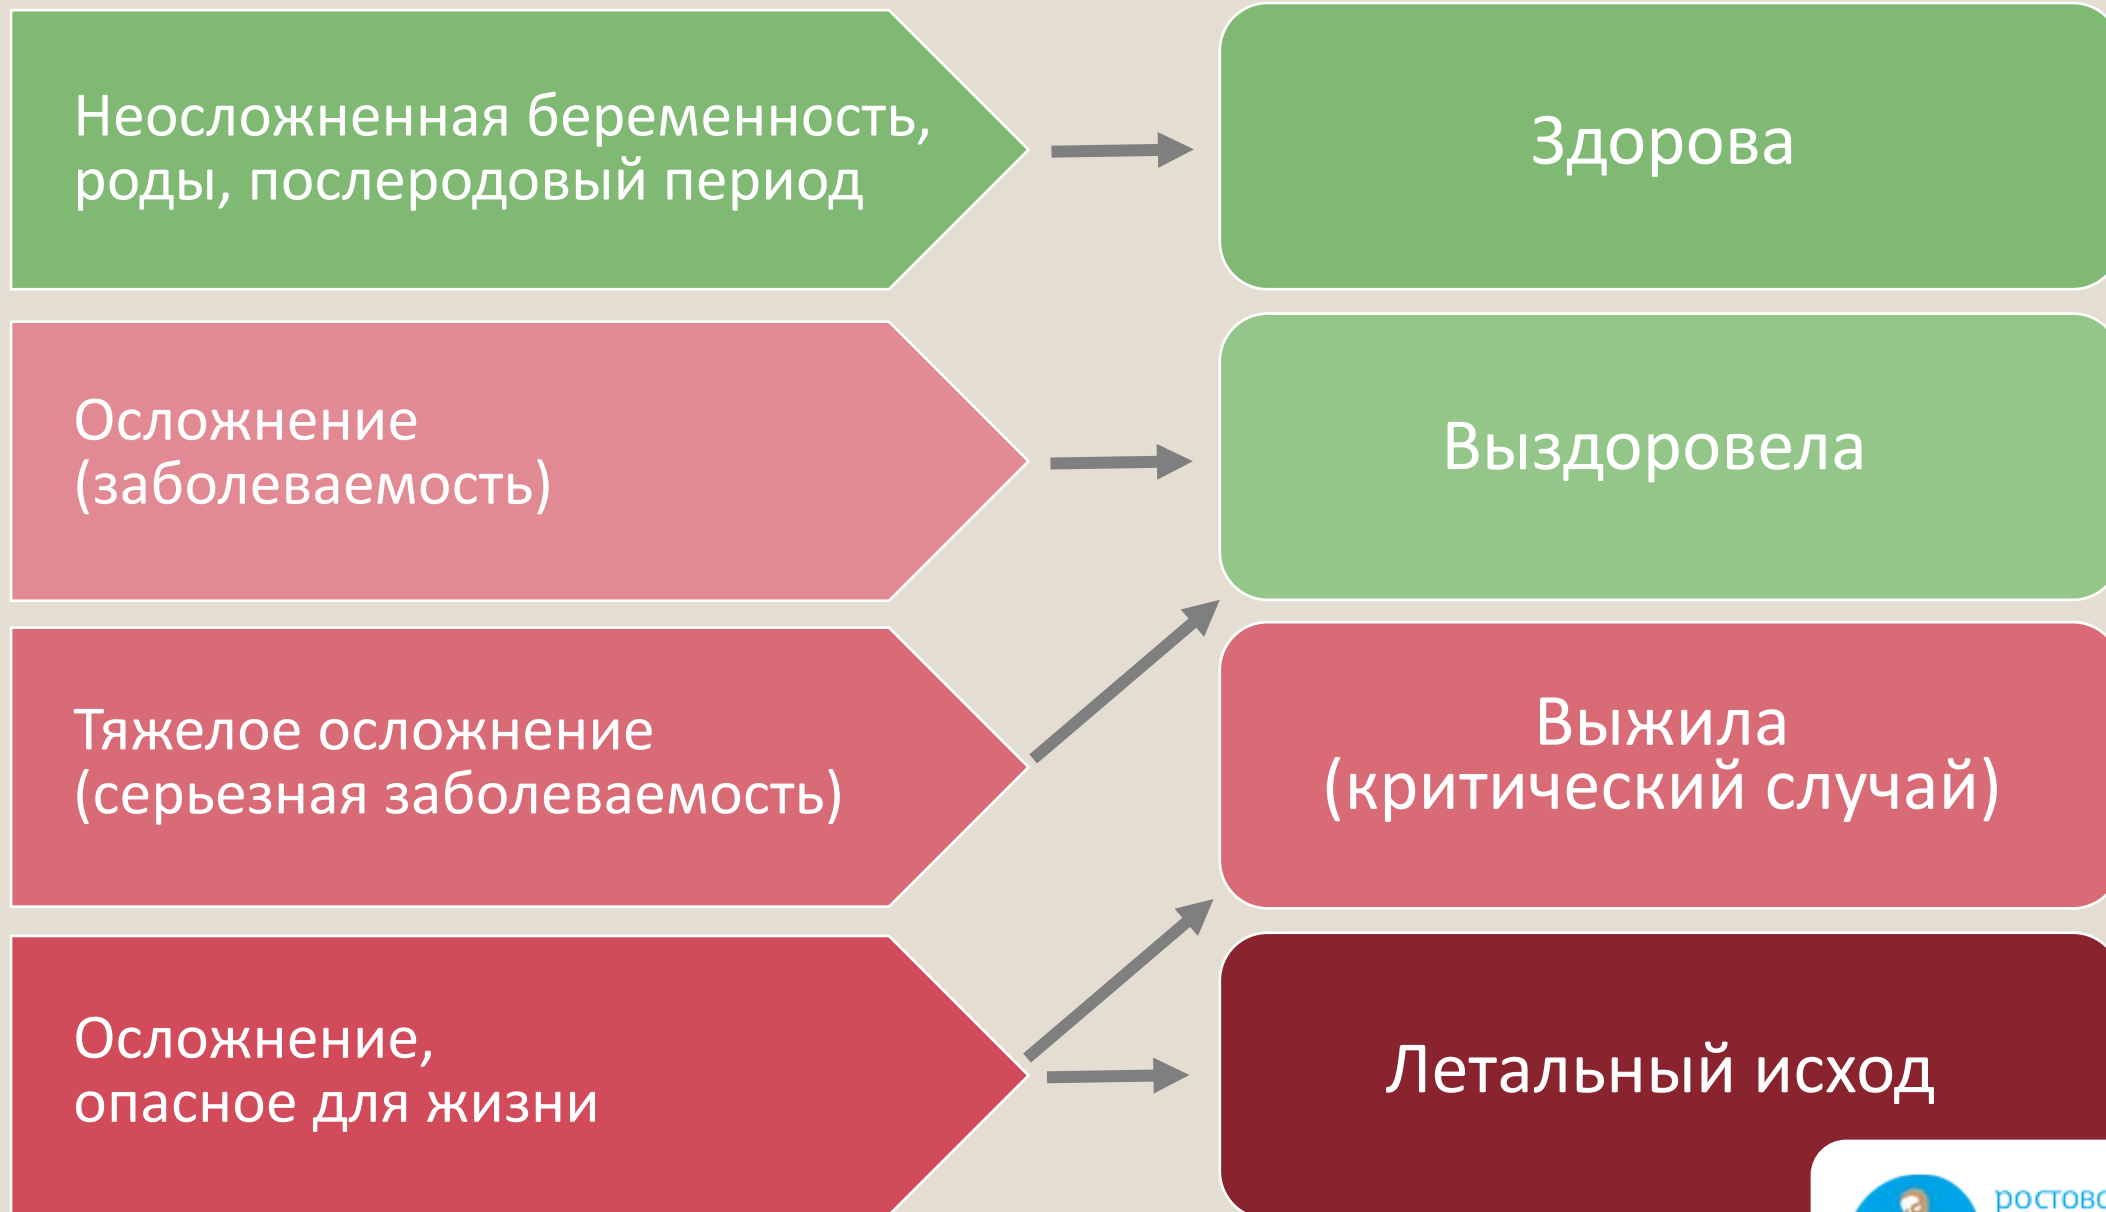 Неосложненная беременность,
роды, послеродовый период
Здорова
Осложнение
(заболеваемость)
Выздоровела
Тяжелое осложнение
(серьезная заболеваемость)
Выжила
(критический случай)
Осложнение,
опасное для жизни
Летальный исход